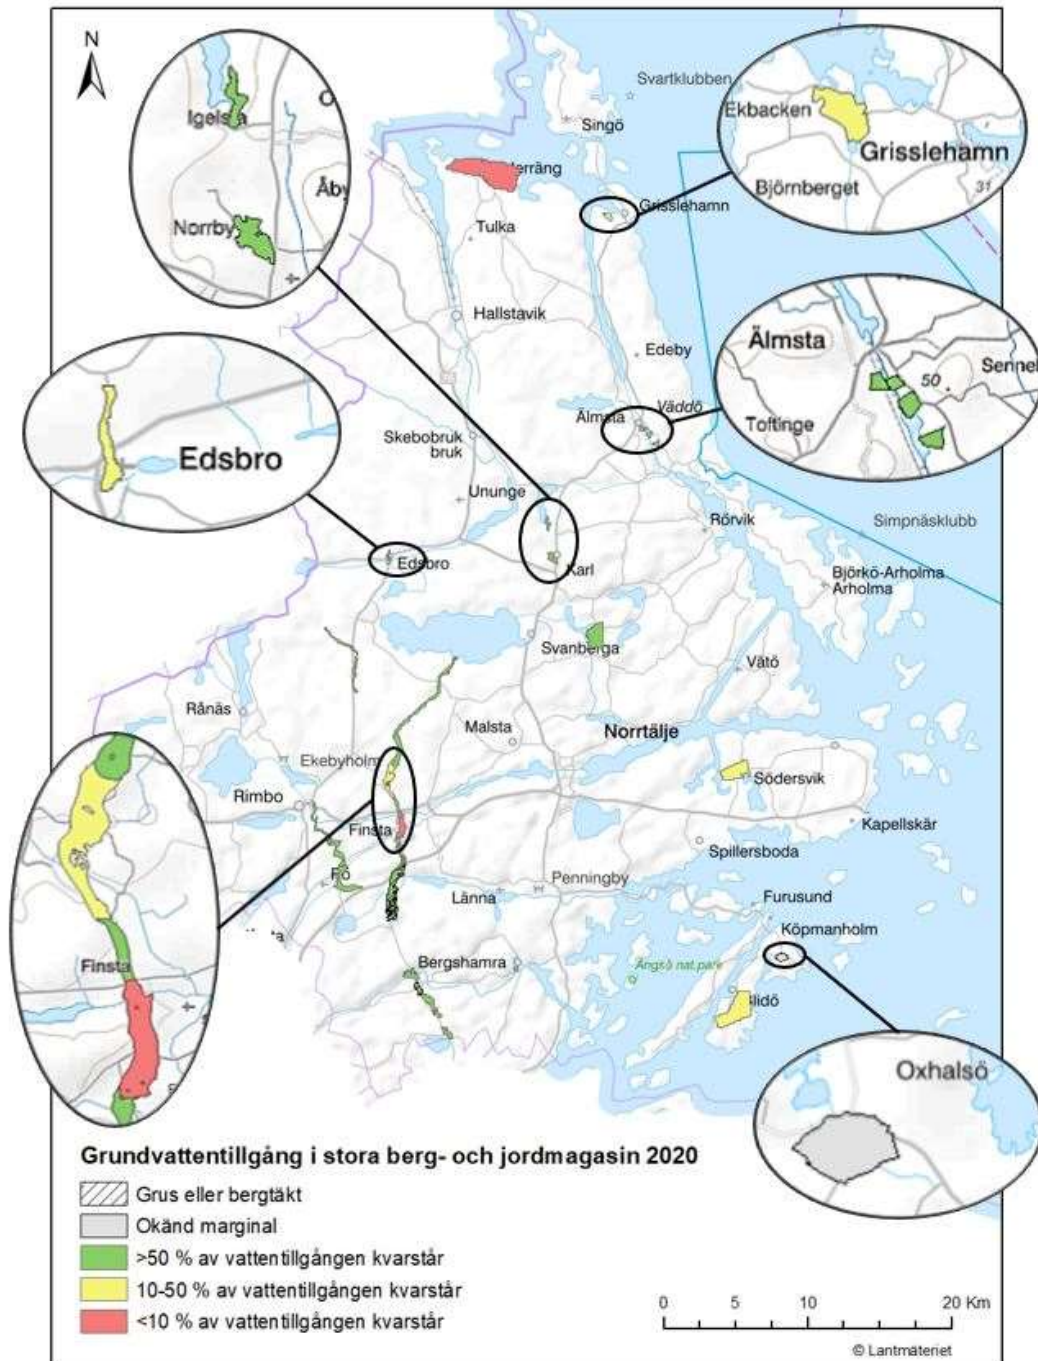 N
Igelsta
Åby
Norrby
Svartklubben
Singö
Ekbacken
Grisslehamn
Björnberget
31
Grisslehamn
Tulka
Hallstavik
Edeby
Älmsta
50
Sennel
Toftinge
Väddö
Älmsta
Skebobruk
bruk
Edsbro
Ununge
Rörvik
Simpnäsklubb
Edsbro
Karl
Björkö-Arholma
Arholma
Svanberga
Vätö
Rånäs
Malsta
Norrtälje
Ekebyholm
Södersvik
Rimbo
Finsta
Kapellskär
Spillersboda
Länna
Penningby
Furusund
Köpmanholm
Finsta
Bergshamra
Ängsö nat.park
Blidö
Oxhalsö
Grundvattentillgång i stora berg- och jordmagasin 2020
Grus eller bergtäkt
Okänd marginal
>50 % av vattentillgången kvarstår
10-50 % av vattentillgången kvarstår
<10 % av vattentillgången kvarstår
0 5 10 20 Km
© Lantmäteriet